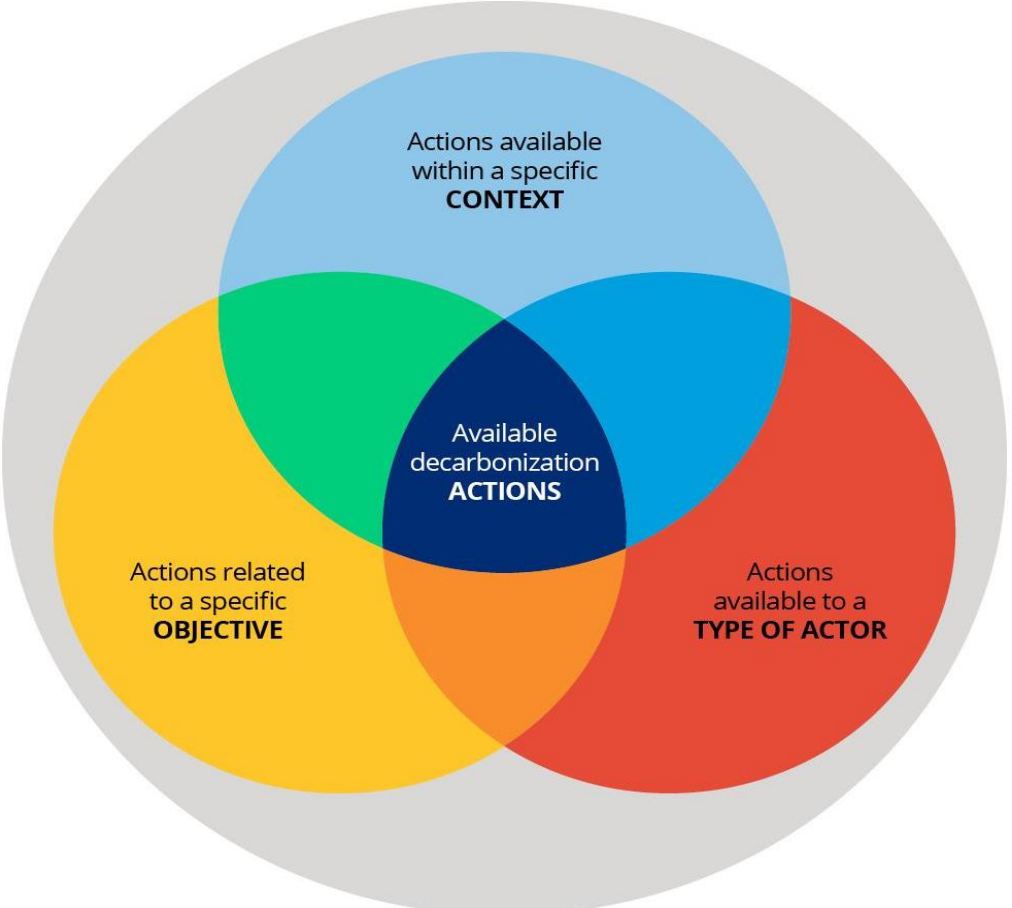 Actions available
within a specific
CONTEXT
Available
decarbonization
ACTIONS
Actions related
to a specific
OBJECTIVE
Actions
available to a
TYPE OF ACTOR